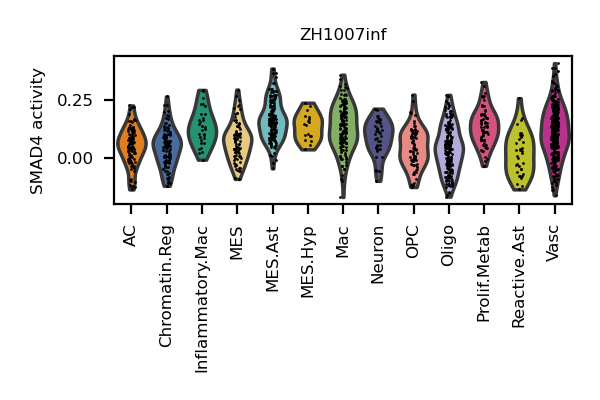 ZH1007inf
SMAD4 activity
0.25
0.00
AC
Chromatin.Reg
Inflammatory.Mac
MES
MES.Ast
MES.Hyp
Mac
Neuron
OPC
Oligo
Prolif.Metab
Reactive.Ast
Vasc